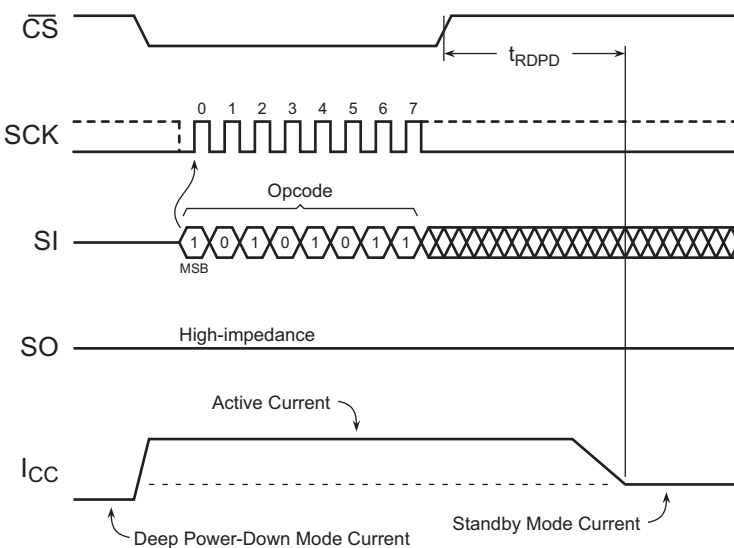 CS
tRDPD
0 1 2 3 4 5 6 7
SCK
Opcode
SI
1 0 1 0 1 0 1 1
MSB
High-impedance
SO
Active Current
ICC
Standby Mode Current
Deep Power-Down Mode Current